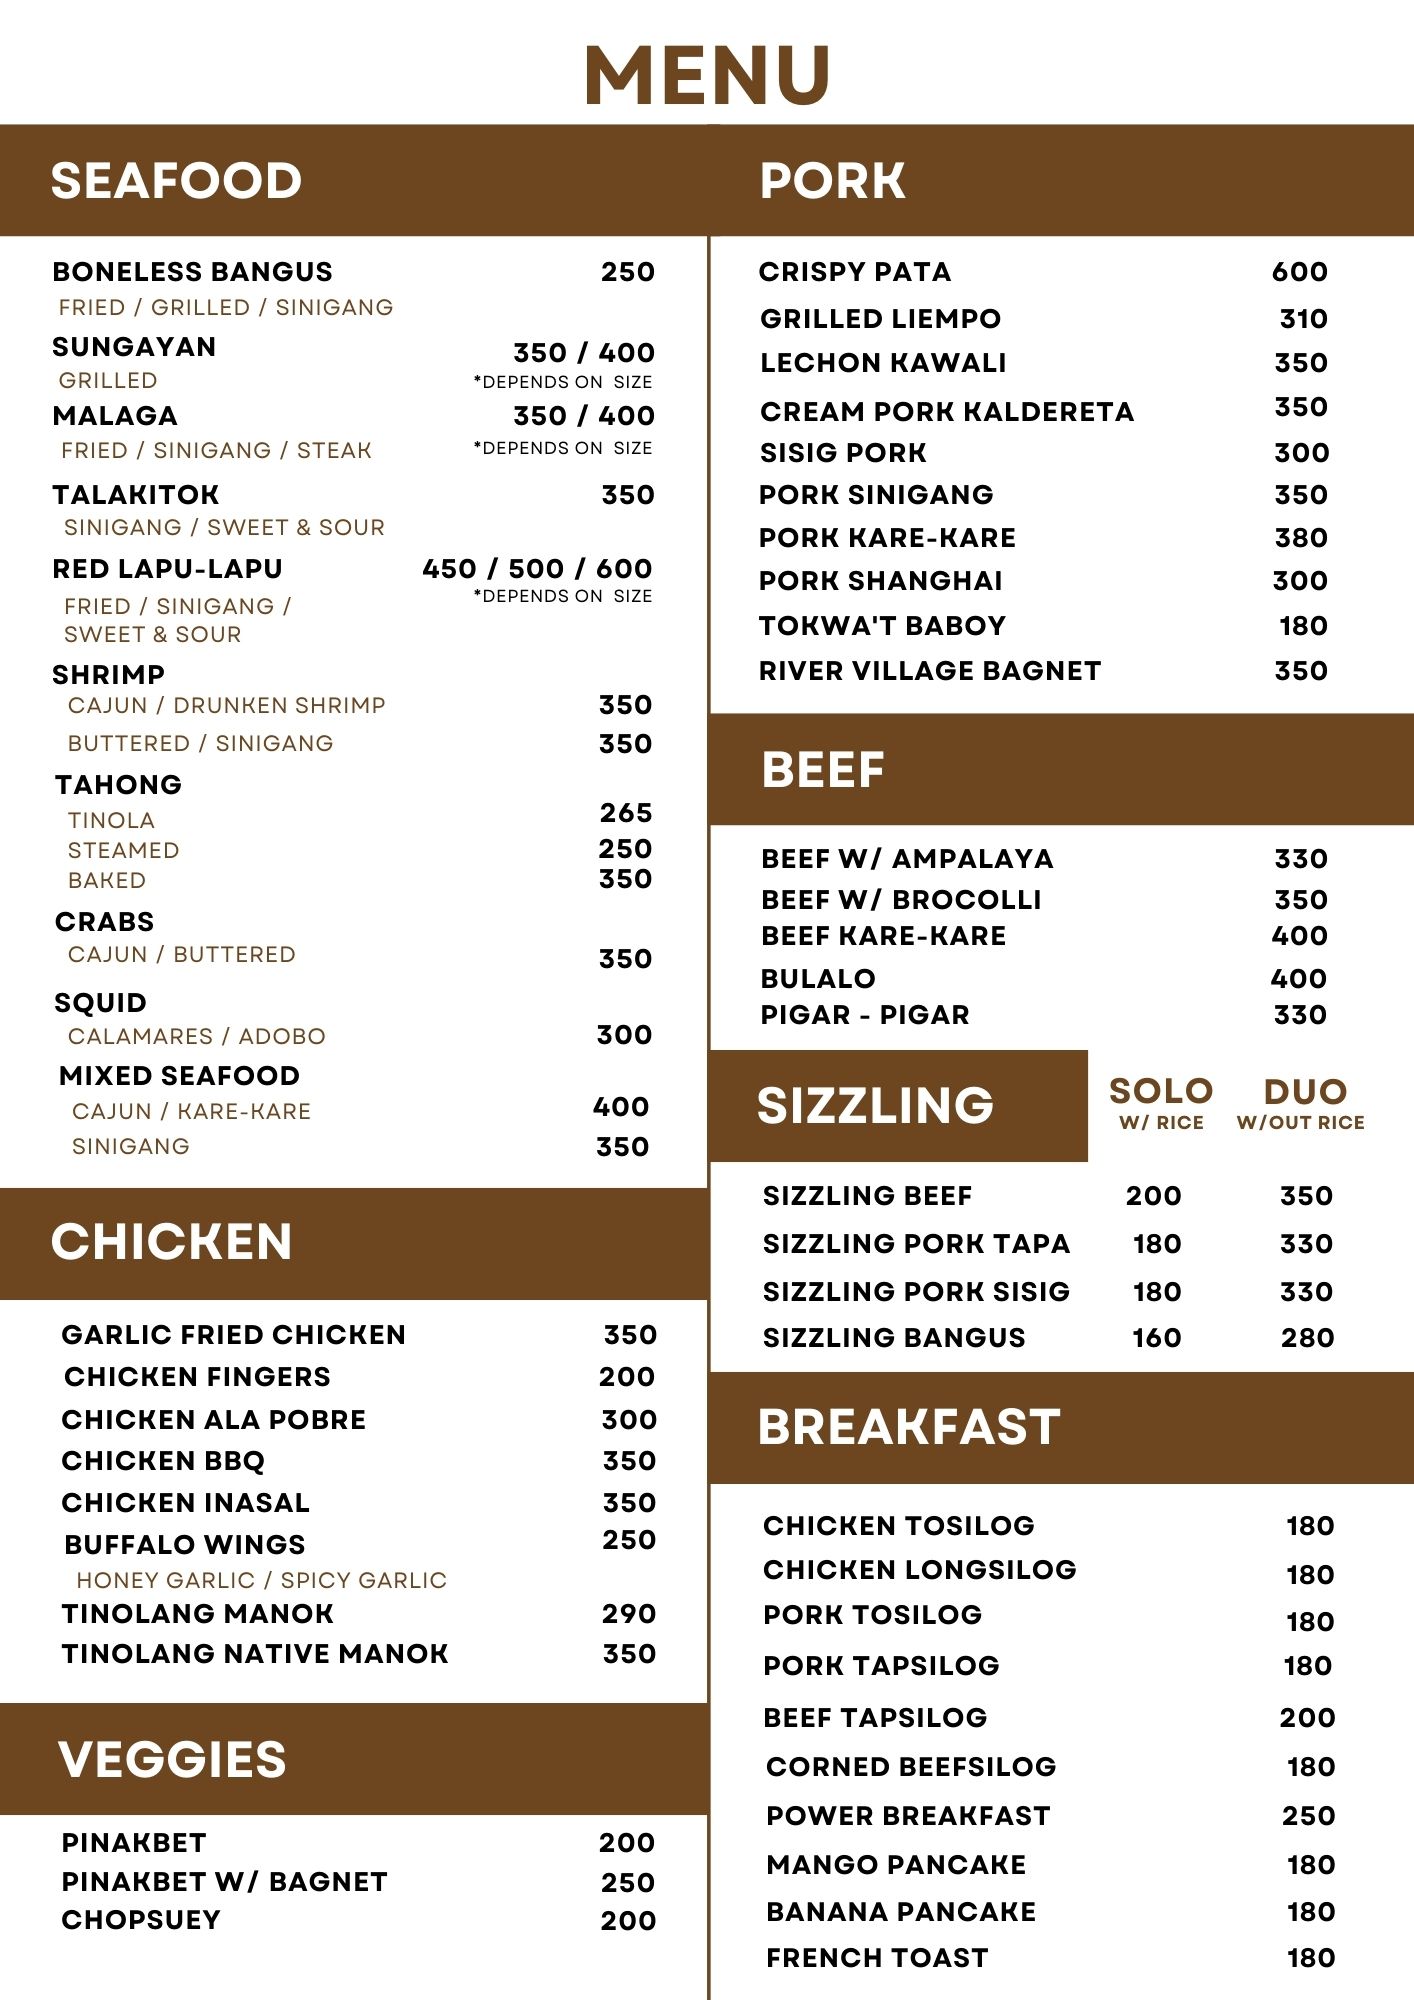 MENU
SEAFOOD
BONELESS BANGUS 250
FRIED / GRILLED / SINIGANG
SUNGAYAN 350 / 400
GRILLED *DEPENDS ON SIZE
MALAGA 350 / 400
FRIED / SINIGANG / STEAK *DEPENDS ON SIZE
TALAKITOK 350
SINIGANG / SWEET & SOUR
RED LAPU-LAPU 450 / 500 / 600
*DEPENDS ON SIZE
FRIED / SINIGANG /
SWEET & SOUR
SHRIMP
CAJUN / DRUNKEN SHRIMP 350
BUTTERED / SINIGANG 350
TAHONG
TINOLA 265
STEAMED 250
BAKED 350
CRABS
CAJUN / BUTTERED 350
SQUID
CALAMARES / ADOBO 300
MIXED SEAFOOD
CAJUN / KARE-KARE 400
SINIGANG 350
CHICKEN
GARLIC FRIED CHICKEN 350
CHICKEN FINGERS 200
CHICKEN ALA POBRE 300
CHICKEN BBQ 350
CHICKEN INASAL 350
BUFFALO WINGS 250
HONEY GARLIC / SPICY GARLIC
TINOLANG MANOK 290
TINOLANG NATIVE MANOK 350
VEGGIES
PINAKBET 200
PINAKBET W/ BAGNET 250
CHOPSUEY 200
PORK
CRISPY PATA 600
GRILLED LIEMPO 310
LECHON KAWALI 350
CREAM PORK KALDERETA 350
SISIG PORK 300
PORK SINIGANG 350
PORK KARE-KARE 380
PORK SHANGHAI 300
TOKWA'T BABOY 180
RIVER VILLAGE BAGNET 350
BEEF
BEEF W/ AMPALAYA 330
BEEF W/ BROCOLLI 350
BEEF KARE-KARE 400
BULALO 400
PIGAR - PIGAR 330
SIZZLING SOLO DUO
W/ RICE W/OUT RICE
SIZZLING BEEF 200 350
SIZZLING PORK TAPA 180 330
SIZZLING PORK SISIG 180 330
SIZZLING BANGUS 160 280
BREAKFAST
CHICKEN TOSILOG 180
CHICKEN LONGSILOG 180
PORK TOSILOG 180
PORK TAPSILOG 180
BEEF TAPSILOG 200
CORNED BEEFSILOG 180
POWER BREAKFAST 250
MANGO PANCAKE 180
BANANA PANCAKE 180
FRENCH TOAST 180